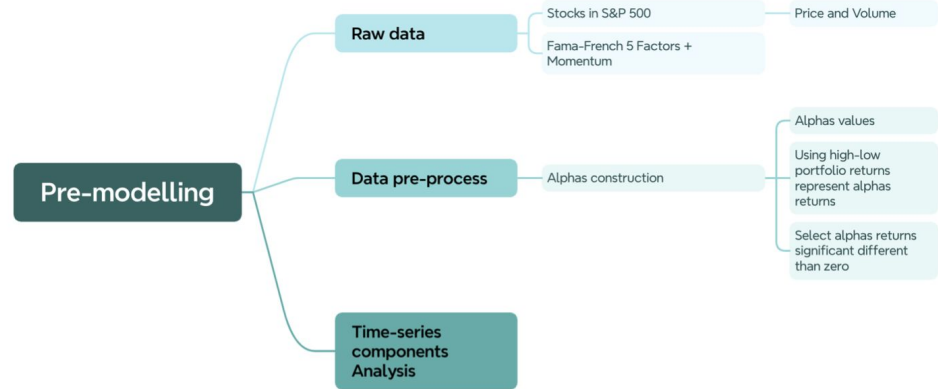 Pre-modelling
Raw data
Stocks in S&P 500
Price and Volume
Fama-French 5 Factors +
Momentum
Data pre-process
Alphas construction
Alphas values
Using high-low
portfolio returns
represent alphas
returns
Select alphas returns
significant different
than zero
Time-series
components
Analysis